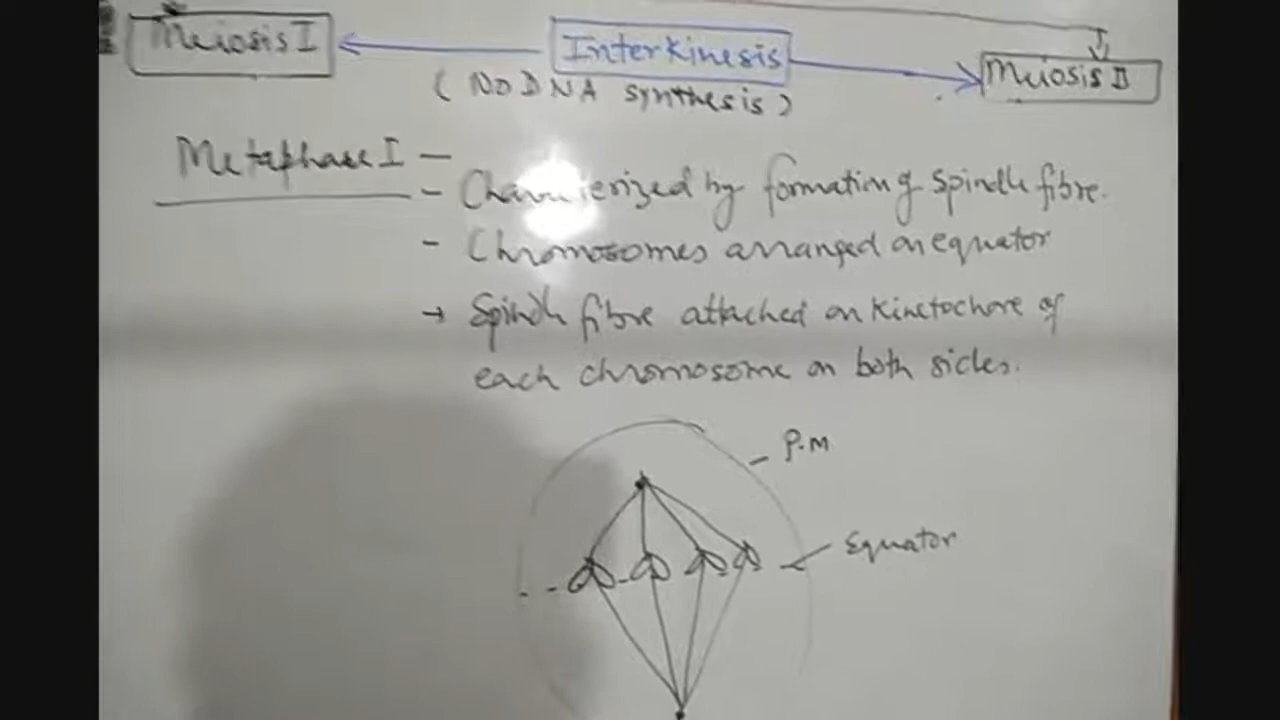 Meiosis I
Interkinesis
Meiosis II
(NO DNA synthesis)
Metaphase I -
- Characterized by formation of spindle fibre.
- Chromosomes arranged on equator
→ Spindle fibre attached on Kinetochore of
each chromosome on both sides.
P.M
Equator